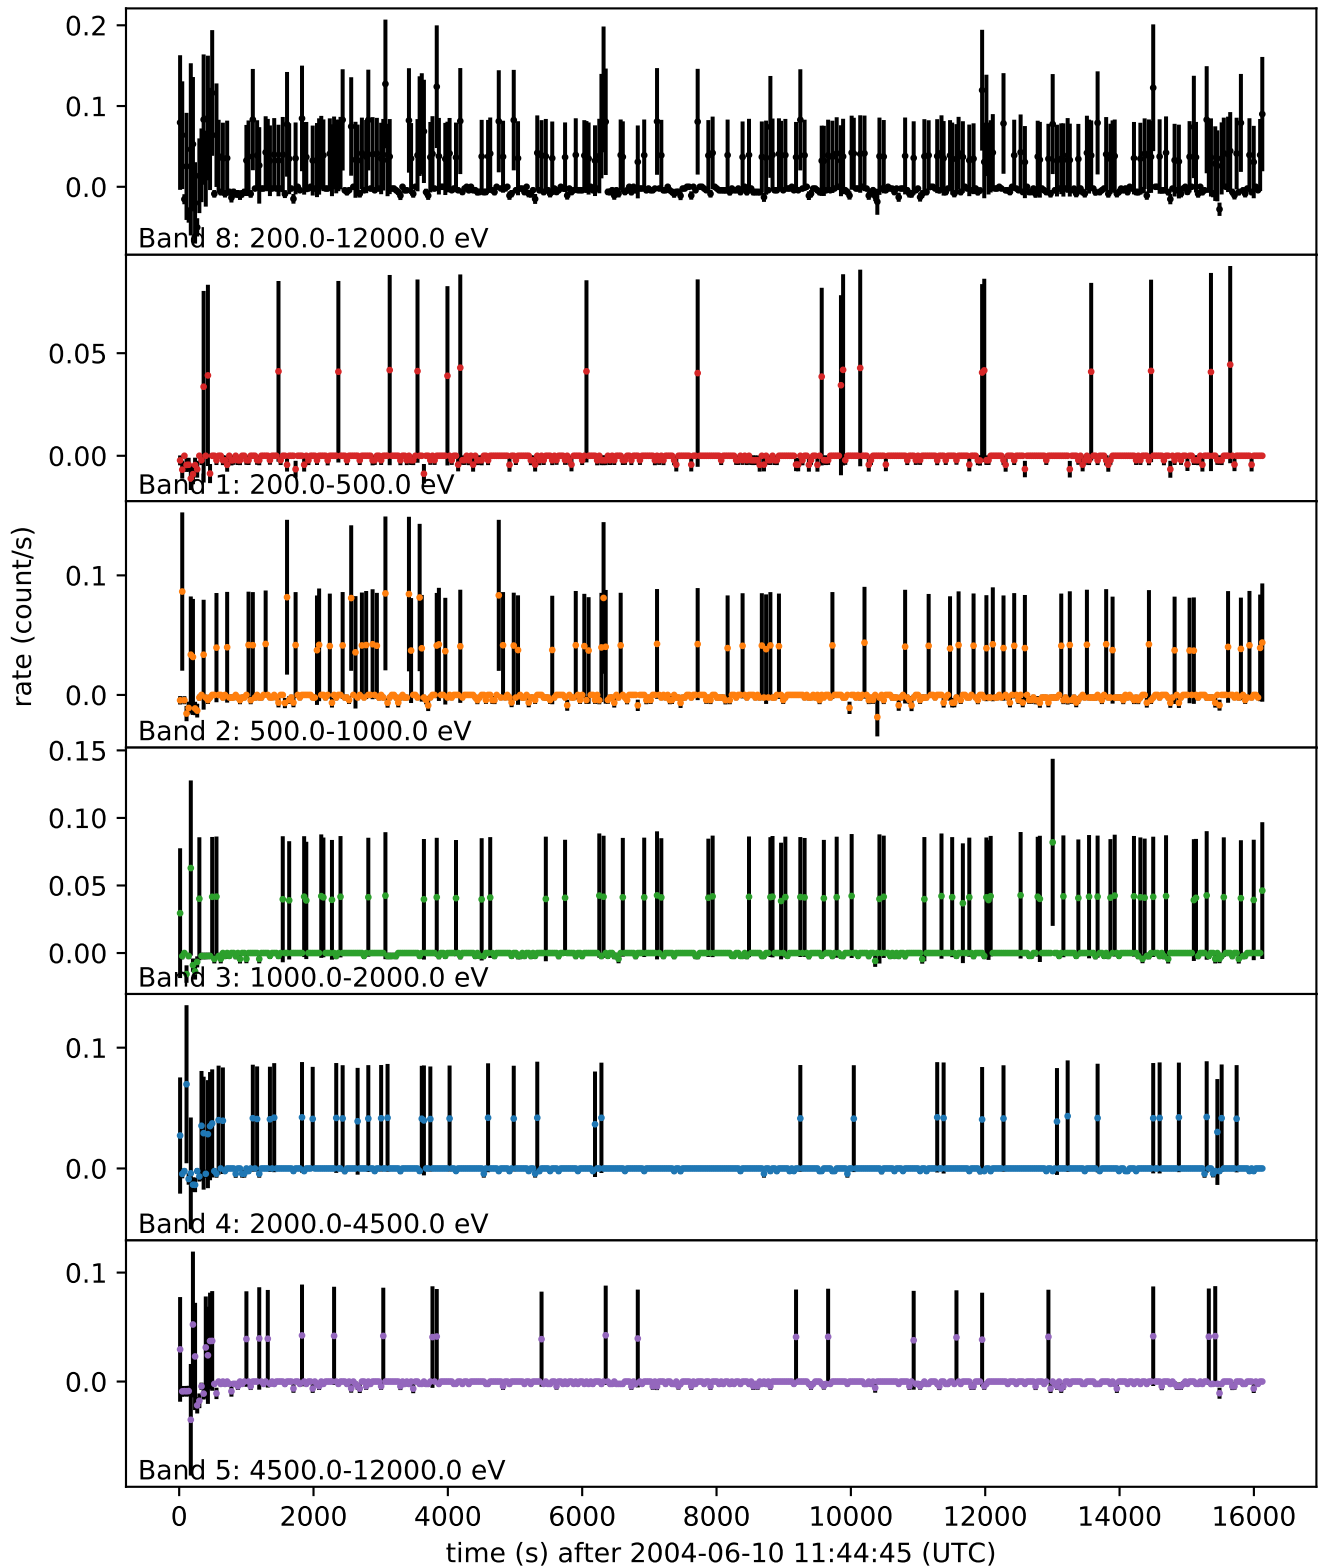 0.2
0.1
0.0
Band 8: 200.0-12000.0 eV
0.05
0.00
Band 1: 200.0-500.0 eV
rate (count/s)
0.1
0.0
Band 2: 500.0-1000.0 eV
0.15
0.10
0.05
0.00
Band 3: 1000.0-2000.0 eV
0.1
0.0
Band 4: 2000.0-4500.0 eV
0.1
0.0
Band 5: 4500.0-12000.0 eV
0 2000 4000 6000 8000 10000 12000 14000 16000
time (s) after 2004-06-10 11:44:45 (UTC)